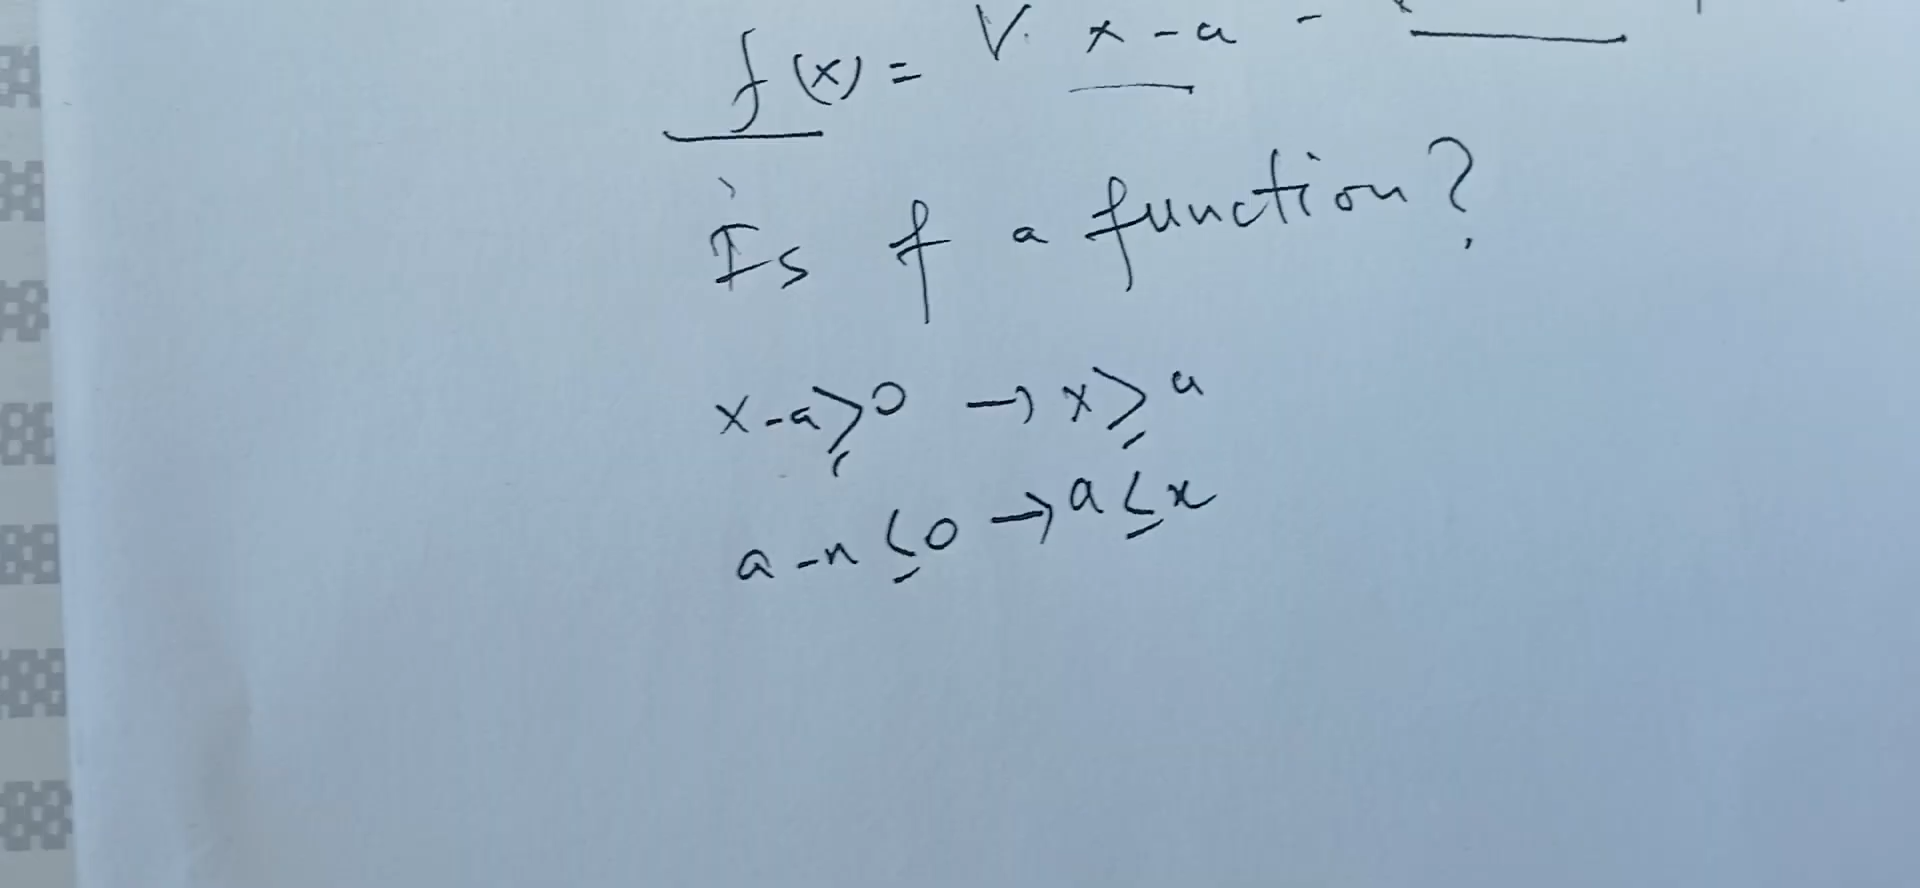 f(x) = √ x - a -
Is f a function?
x - a ≥ 0 → x ≥ a
a - x ≤ 0 → a ≤ x